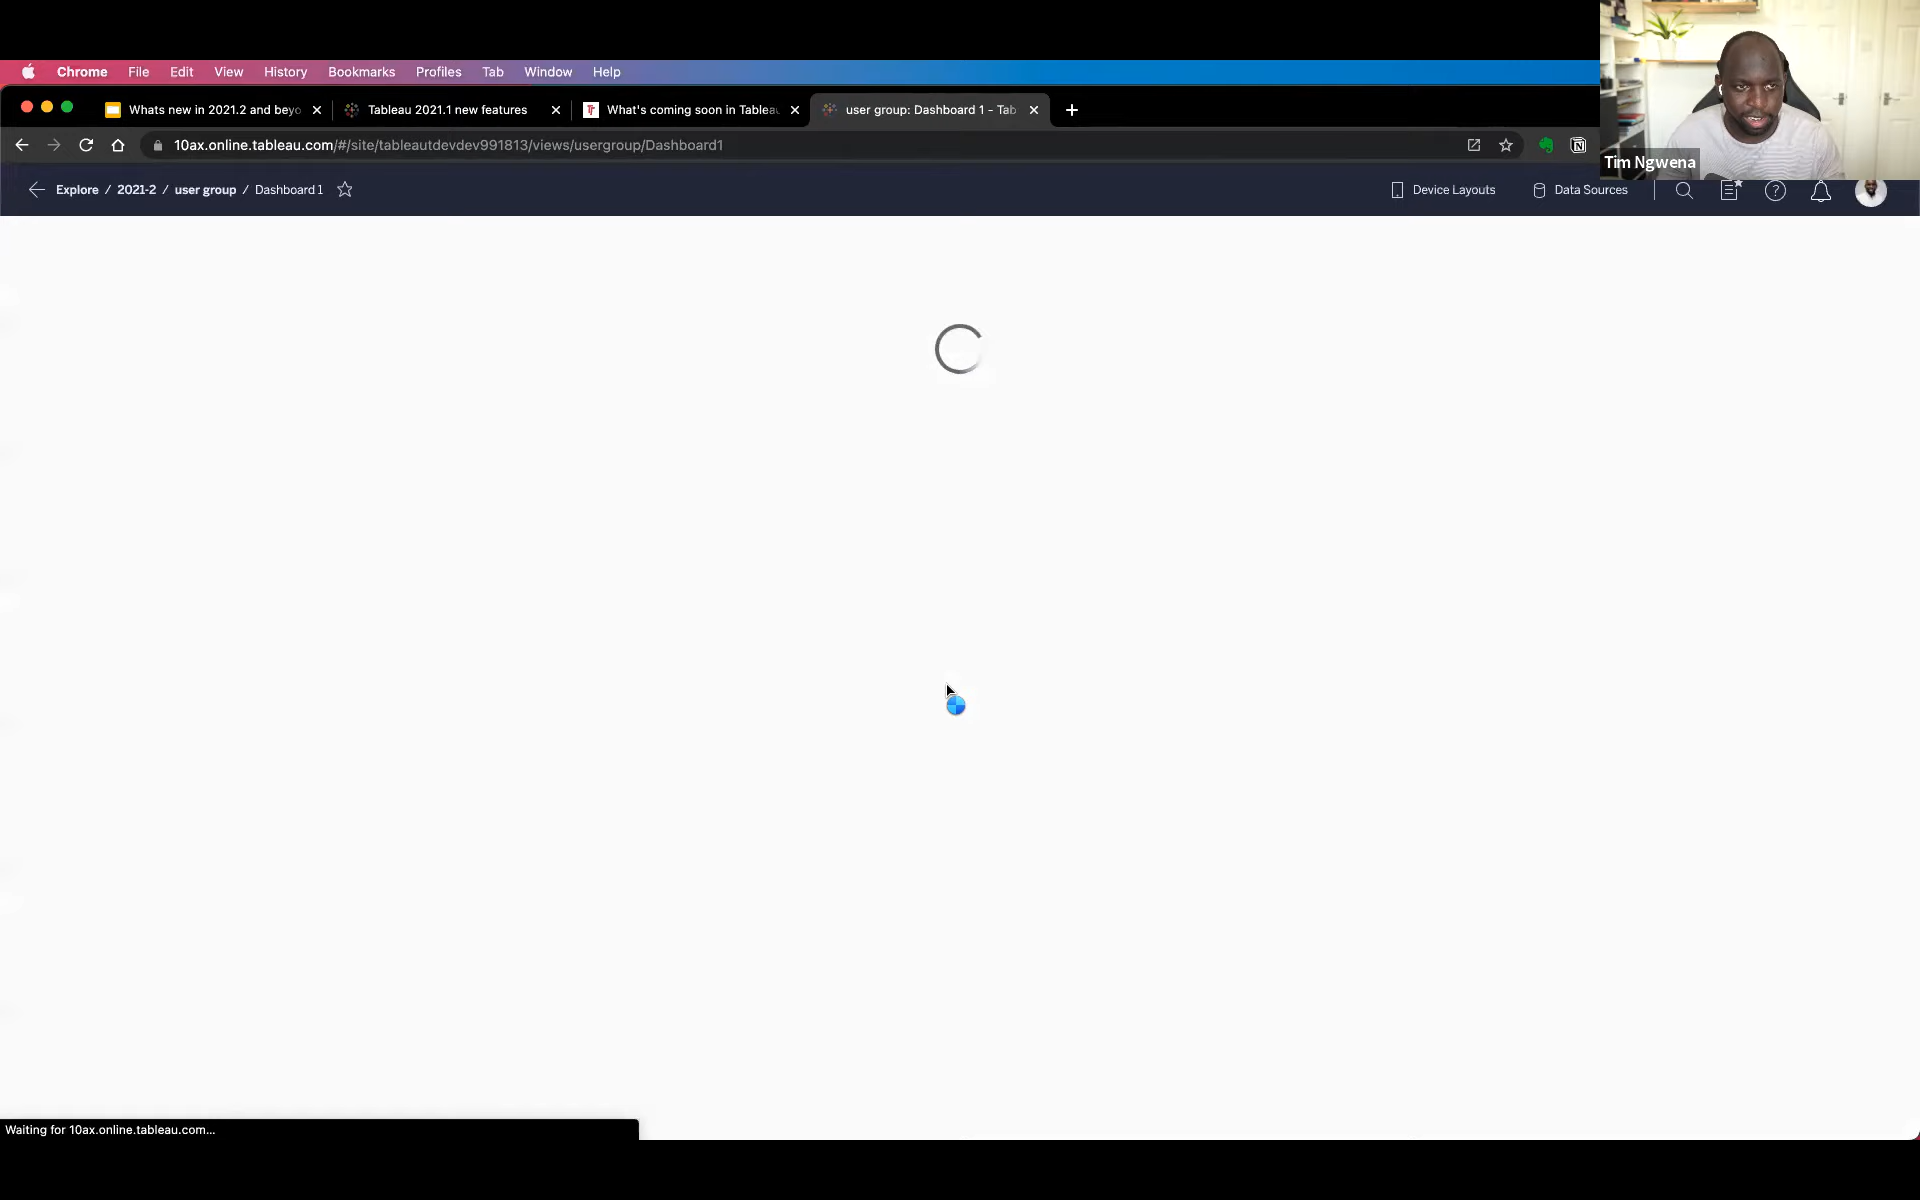 Chrome File Edit View History Bookmarks Profiles Tab Window Help
Whats new in 2021.2 and beyo Tableau 2021.1 new features What's coming soon in Tableau user group: Dashboard 1 - Tab
10ax.online.tableau.com/#/site/tableautdevdev991813/views/usergroup/Dashboard1
Tim Ngwena
Explore / 2021-2 / user group / Dashboard 1 Device Layouts Data Sources
Waiting for 10ax.online.tableau.com...